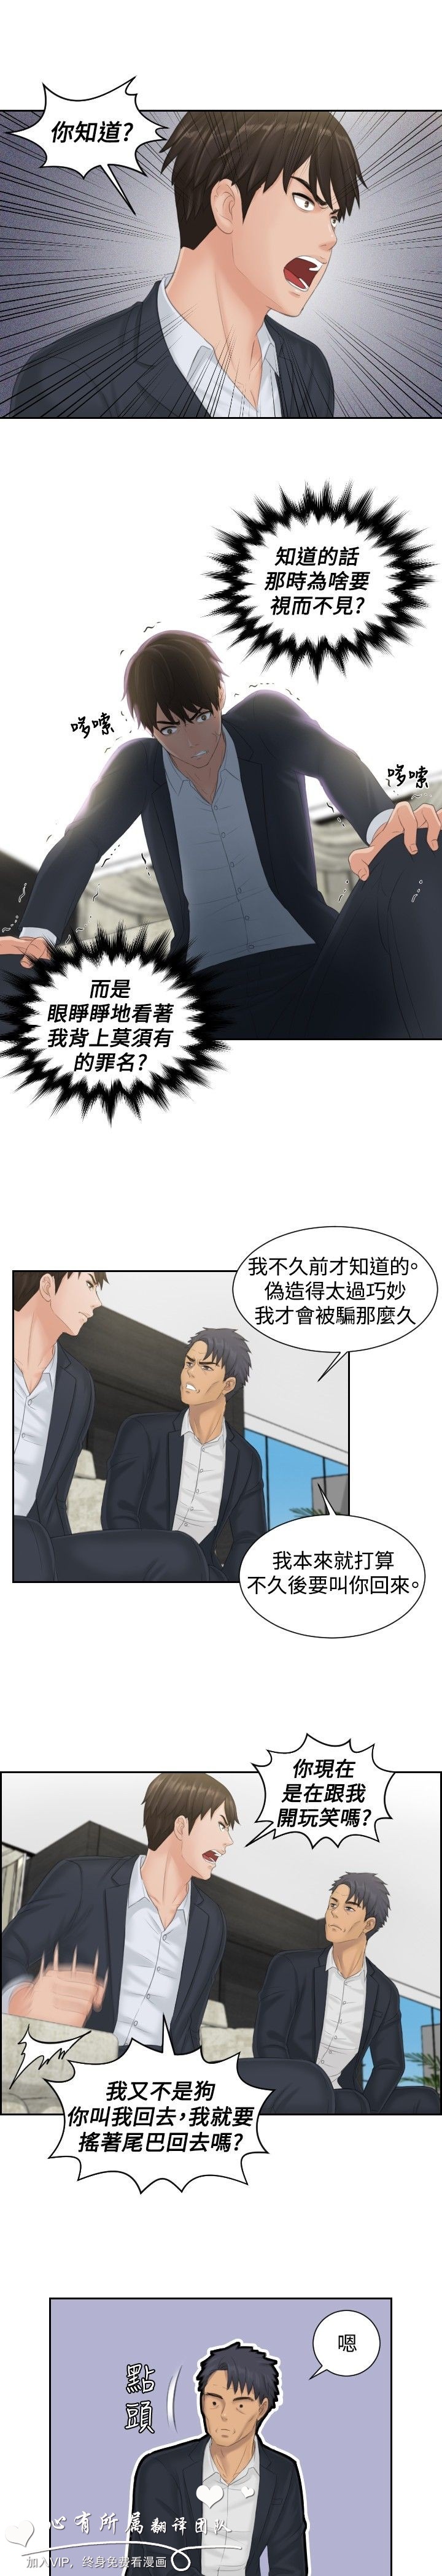 你知道?
知道的話
那時為啥要
視而不見?
哆嗦
哆嗦
而是
眼睜睜地看著
我背上莫須有
的罪名?
我不久前才知道的。
偽造得太過巧妙
我才會被騙那麼久
我本來就打算
不久後要叫你回來。
你現在
是在跟我
開玩笑嗎?
我又不是狗
你叫我回去,我就要
搖著尾巴回去嗎?
嗯
點頭
心有所属翻译团队
加入VIP，终身免费看漫画